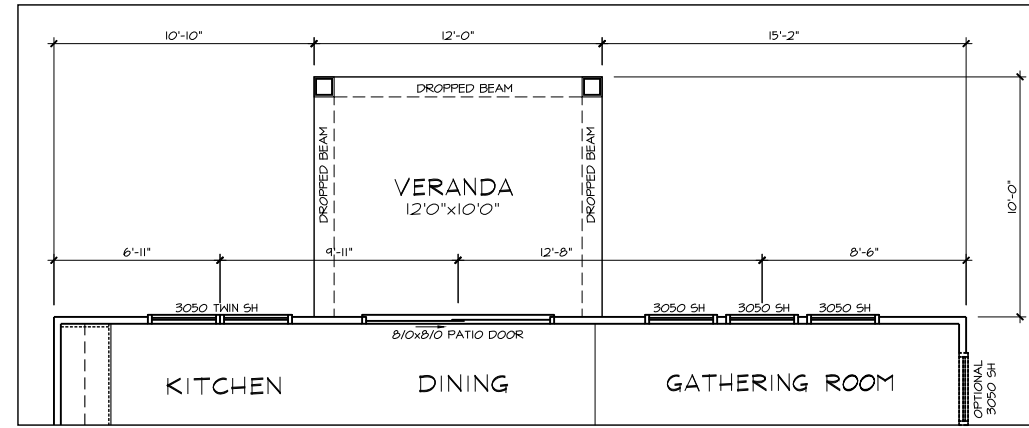 10'-10"
12'-0"
15'-2"
DROPPED BEAM
DROPPED BEAM
DROPPED BEAM
VERANDA
12'0"x10'0"
10'-0"
6'-11"
9'-11"
12'-8"
8'-6"
3050 TWIN SH
3050 SH
3050 SH
3050 SH
8/0x8/0 PATIO DOOR
KITCHEN
DINING
GATHERING ROOM
OPTIONAL
3050 SH